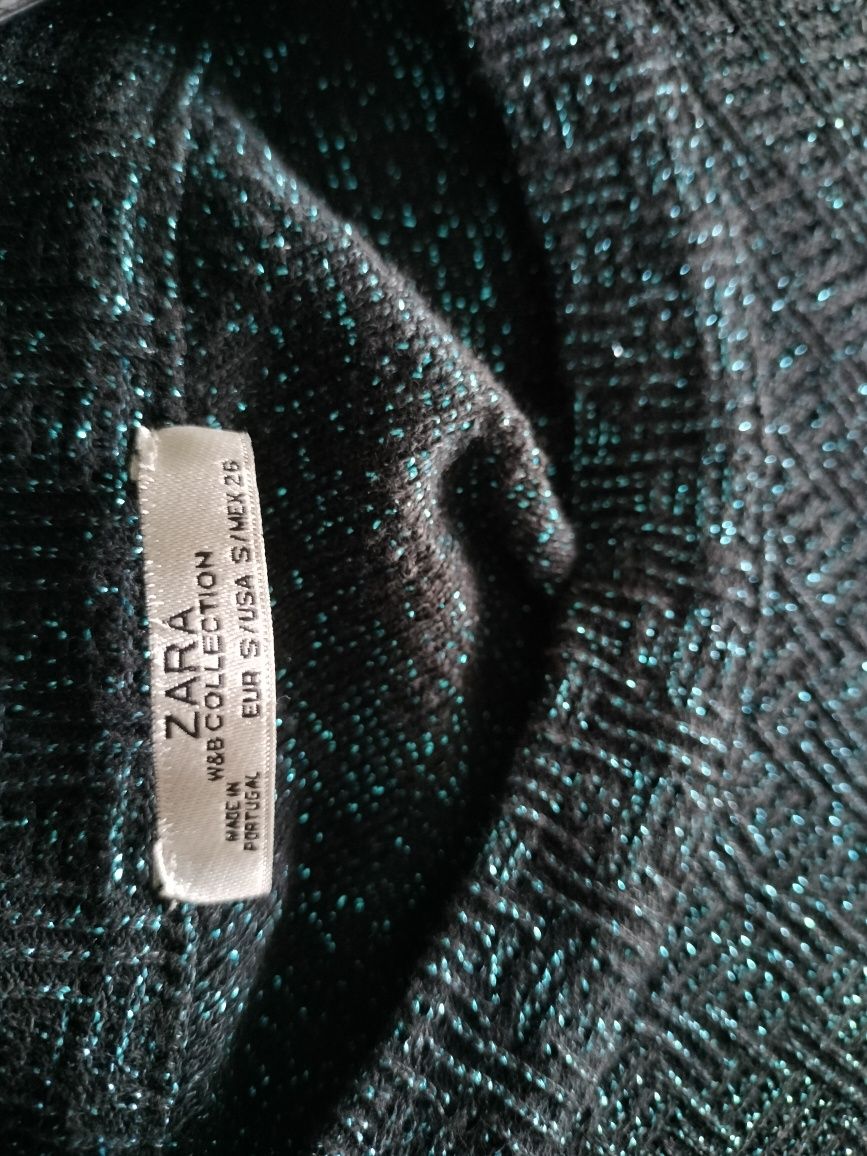 ZARA
W&B COLLECTION
EUR S/USA S/MEX 26
MADE IN
PORTUGAL